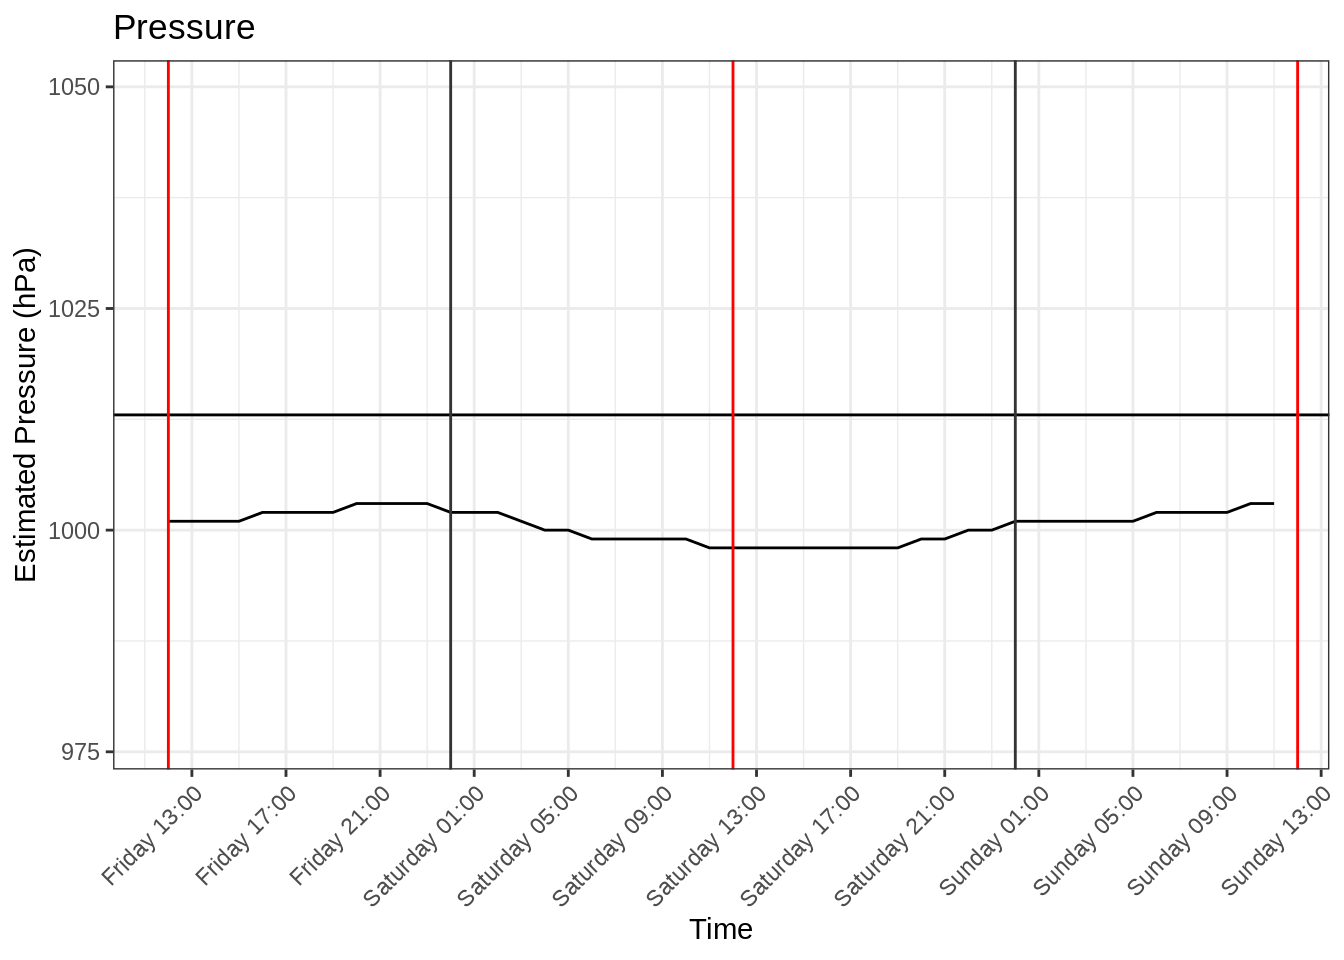 Pressure
Estimated Pressure (hPa)
1050
1025
1000
975
Friday 13:00
Friday 17:00
Friday 21:00
Saturday 01:00
Saturday 05:00
Saturday 09:00
Saturday 13:00
Saturday 17:00
Saturday 21:00
Sunday 01:00
Sunday 05:00
Sunday 09:00
Sunday 13:00
Time